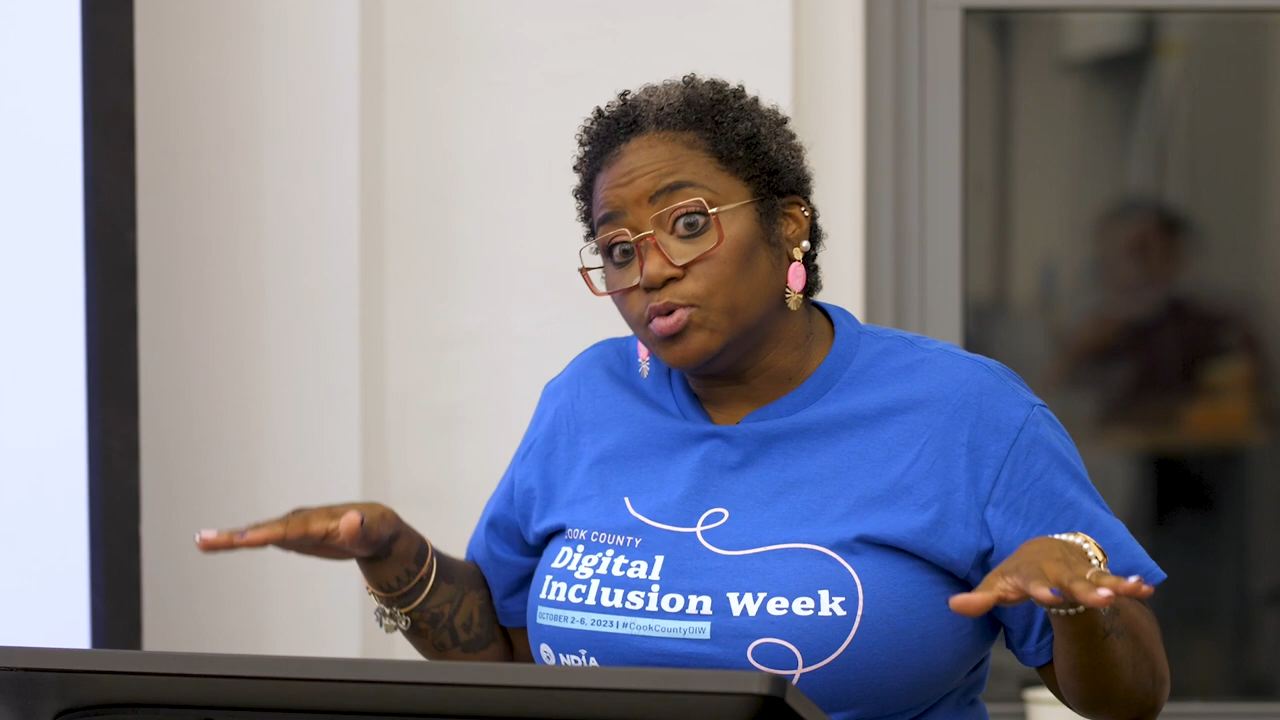 COOK COUNTY
Digital
Inclusion Week
OCTOBER 2-6, 2023 | #CookCountyDIW
NDIA